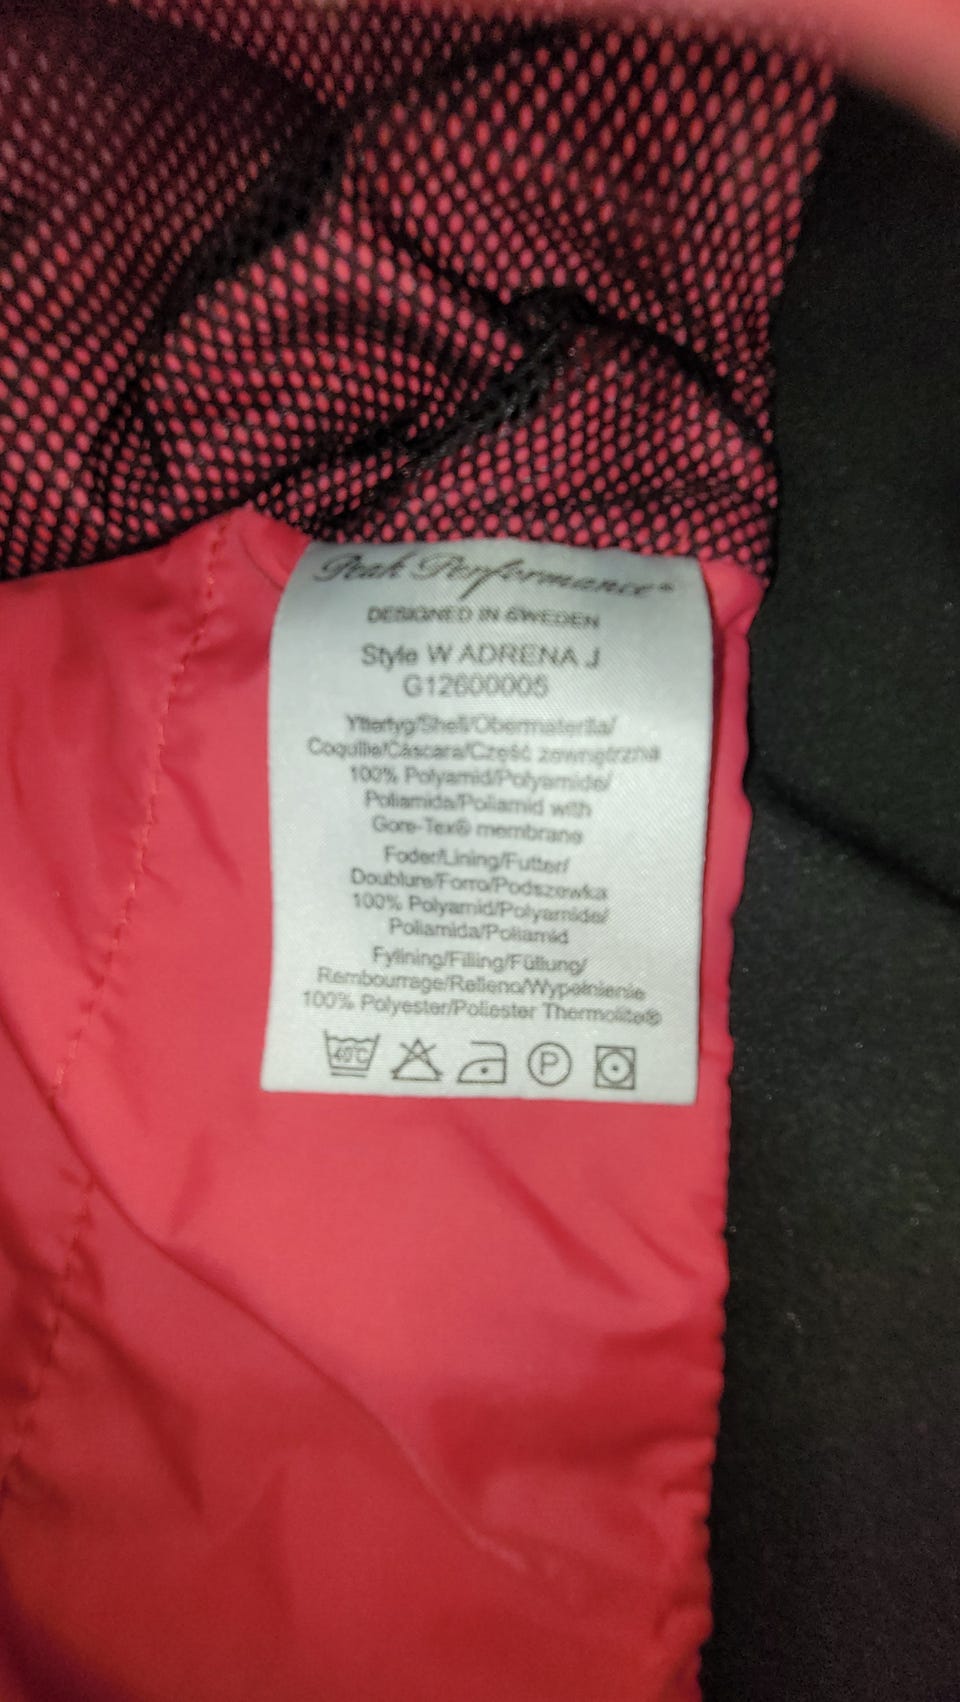 Peak Performance®
DESIGNED IN SWEDEN
Style W ADRENA J
G12600005
Yttertyg/Shell/Obermaterila/
Coquille/Cáscara/Część zewnętrzna
100% Polyamid/Polyamide/
Poliamida/Poliamid with
Gore-Tex® membrane
Foder/Lining/Futter/
Doublure/Forro/Podszewka
100% Polyamid/Polyamide/
Poliamida/Poliamid
Fyllning/Filling/Füllung/
Rembourrage/Relleno/Wypełnienie
100% Polyester/Poliester Thermolite®
40°C P